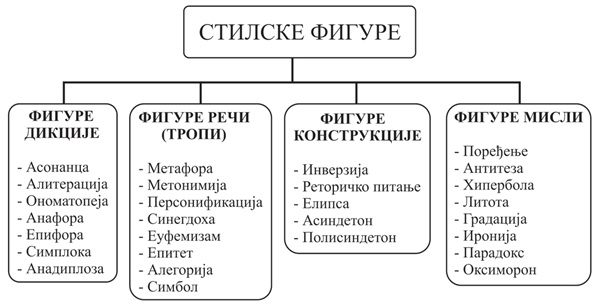 СТИЛСКЕ ФИГУРЕ
ФИГУРЕ
ДИКЦИЈЕ
- Асонанца
- Алитерација
- Ономатопеја
- Анафора
- Епифора
- Симплока
- Анадиплоза
ФИГУРЕ РЕЧИ
(ТРОПИ)
- Метафора
- Метонимија
- Персонификација
- Синегдоха
- Еуфемизам
- Епитет
- Алегорија
- Симбол
ФИГУРЕ
КОНСТРУКЦИЈЕ
- Инверзија
- Реторичко питање
- Елипса
- Асиндетон
- Полисиндетон
ФИГУРЕ МИСЛИ
- Поређење
- Антитеза
- Хипербола
- Литота
- Градација
- Иронија
- Парадокс
- Оксиморон